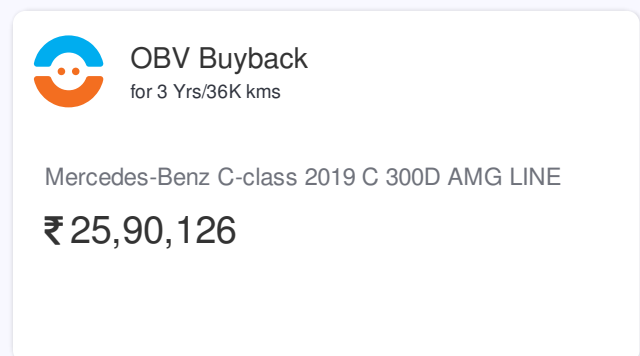 OBV Buyback
for 3 Yrs/36K kms
Mercedes-Benz C-class 2019 C 300D AMG LINE
₹ 25,90,126